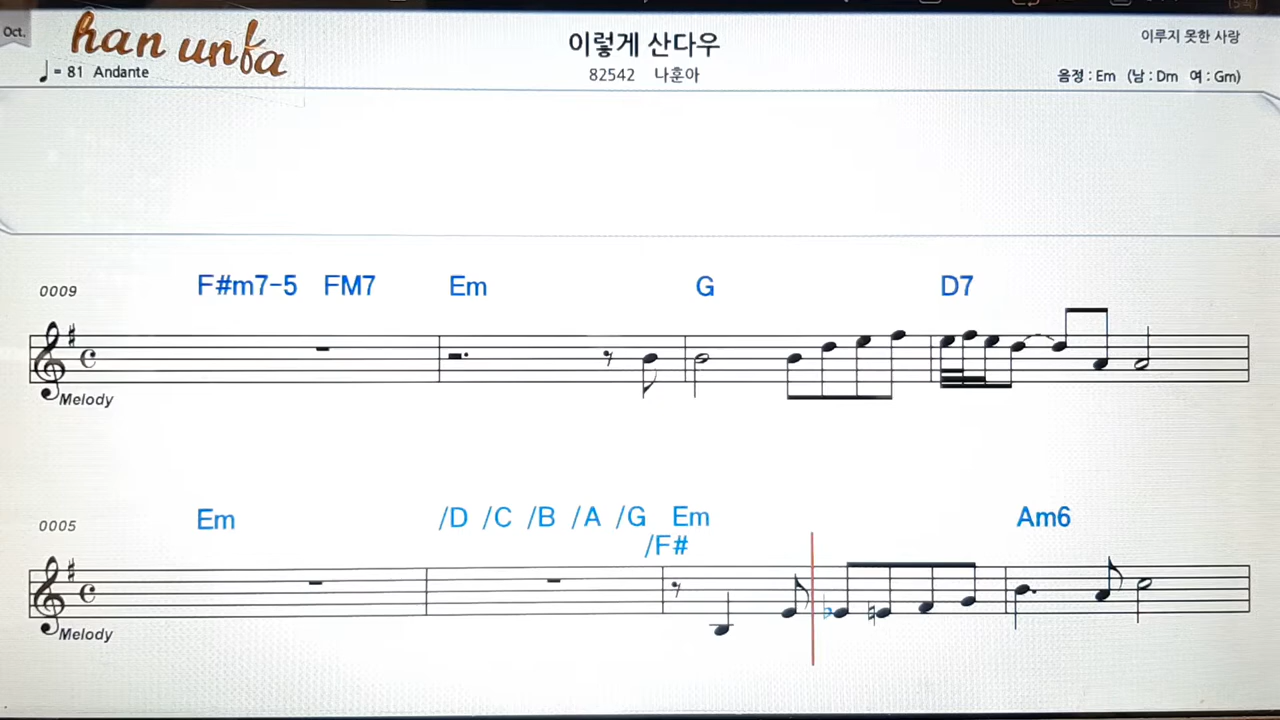 Oct.
han unfa
♩ = 81 Andante
이렇게 산다우
82542 나훈아
이루지 못한 사랑
음정 : Em (남 : Dm 여 : Gm)
0009
F#m7-5 FM7 Em G D7
Melody
0005
Em /D /C /B /A /G Em Am6
/F#
Melody